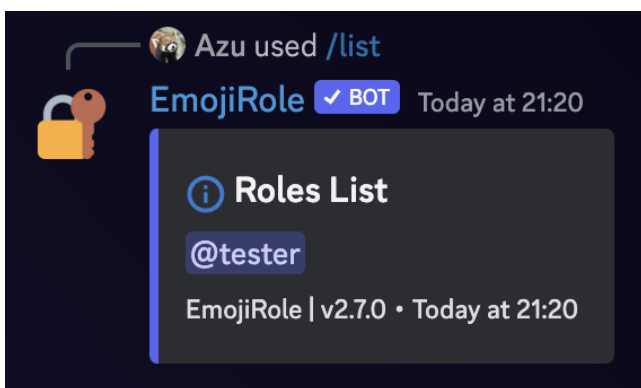 Azu used /list
EmojiRole ✓ BOT Today at 21:20
Roles List
@tester
EmojiRole | v2.7.0 • Today at 21:20